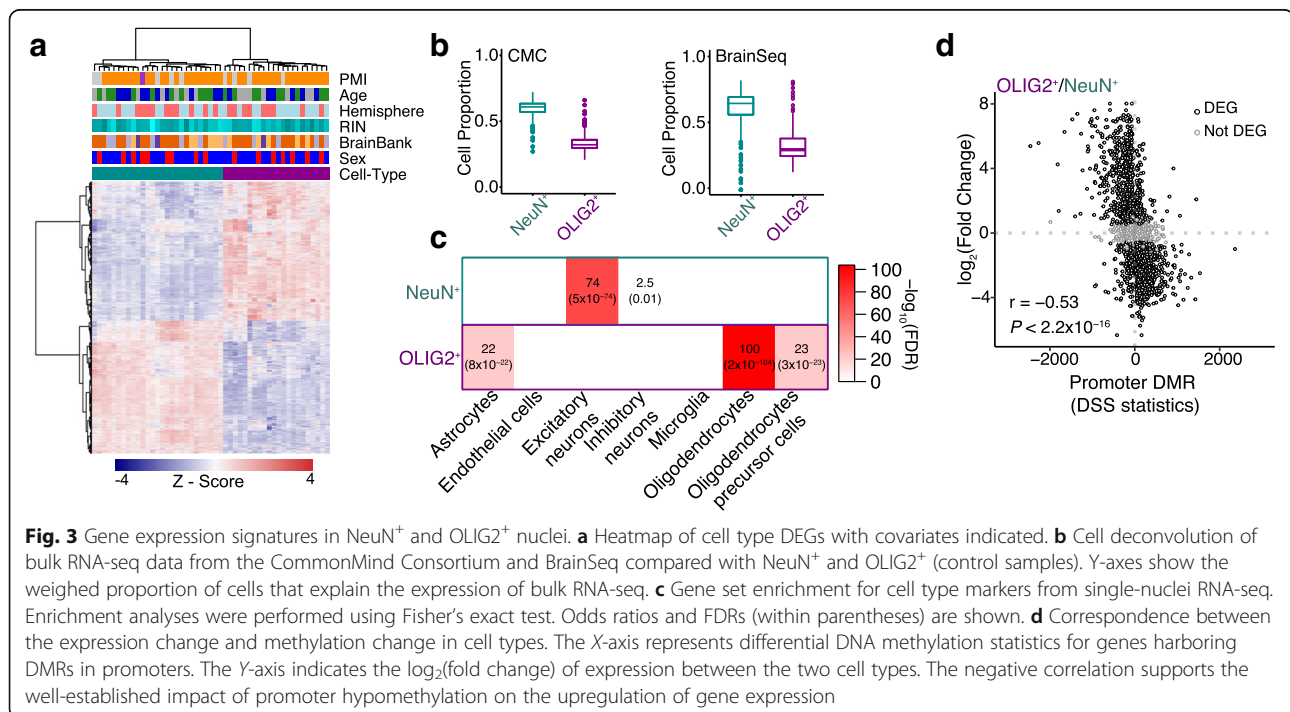 a
PMI
Age
Hemisphere
RIN
BrainBank
Sex
Cell-Type
-4
Z - Score
4
b
CMC
Cell Proportion
1.0
0.5
0.0
NeuN⁺
OLIG2⁺
BrainSeq
Cell Proportion
1.0
0.5
0.0
NeuN⁺
OLIG2⁺
c
NeuN⁺
74
(5x10⁻⁷⁴)
2.5
(0.01)
OLIG2⁺
22
(8x10⁻²²)
100
(2x10⁻¹⁰⁴)
23
(3x10⁻²³)
Astrocytes
Endothelial cells
Excitatory
neurons
Inhibitory
neurons
Microglia
Oligodendrocytes
Oligodendrocytes
precursor cells
100
80
60
40
20
0
−log₁₀(FDR)
d
OLIG2⁺/NeuN⁺
DEG
Not DEG
log₂(Fold Change)
8
4
0
−4
r = −0.53
P < 2.2x10⁻¹⁶
−2000
0
2000
Promoter DMR
(DSS statistics)
Fig. 3 Gene expression signatures in NeuN⁺ and OLIG2⁺ nuclei. a Heatmap of cell type DEGs with covariates indicated. b Cell deconvolution of
bulk RNA-seq data from the CommonMind Consortium and BrainSeq compared with NeuN⁺ and OLIG2⁺ (control samples). Y-axes show the
weighed proportion of cells that explain the expression of bulk RNA-seq. c Gene set enrichment for cell type markers from single-nuclei RNA-seq.
Enrichment analyses were performed using Fisher's exact test. Odds ratios and FDRs (within parentheses) are shown. d Correspondence between
the expression change and methylation change in cell types. The X-axis represents differential DNA methylation statistics for genes harboring
DMRs in promoters. The Y-axis indicates the log₂(fold change) of expression between the two cell types. The negative correlation supports the
well-established impact of promoter hypomethylation on the upregulation of gene expression